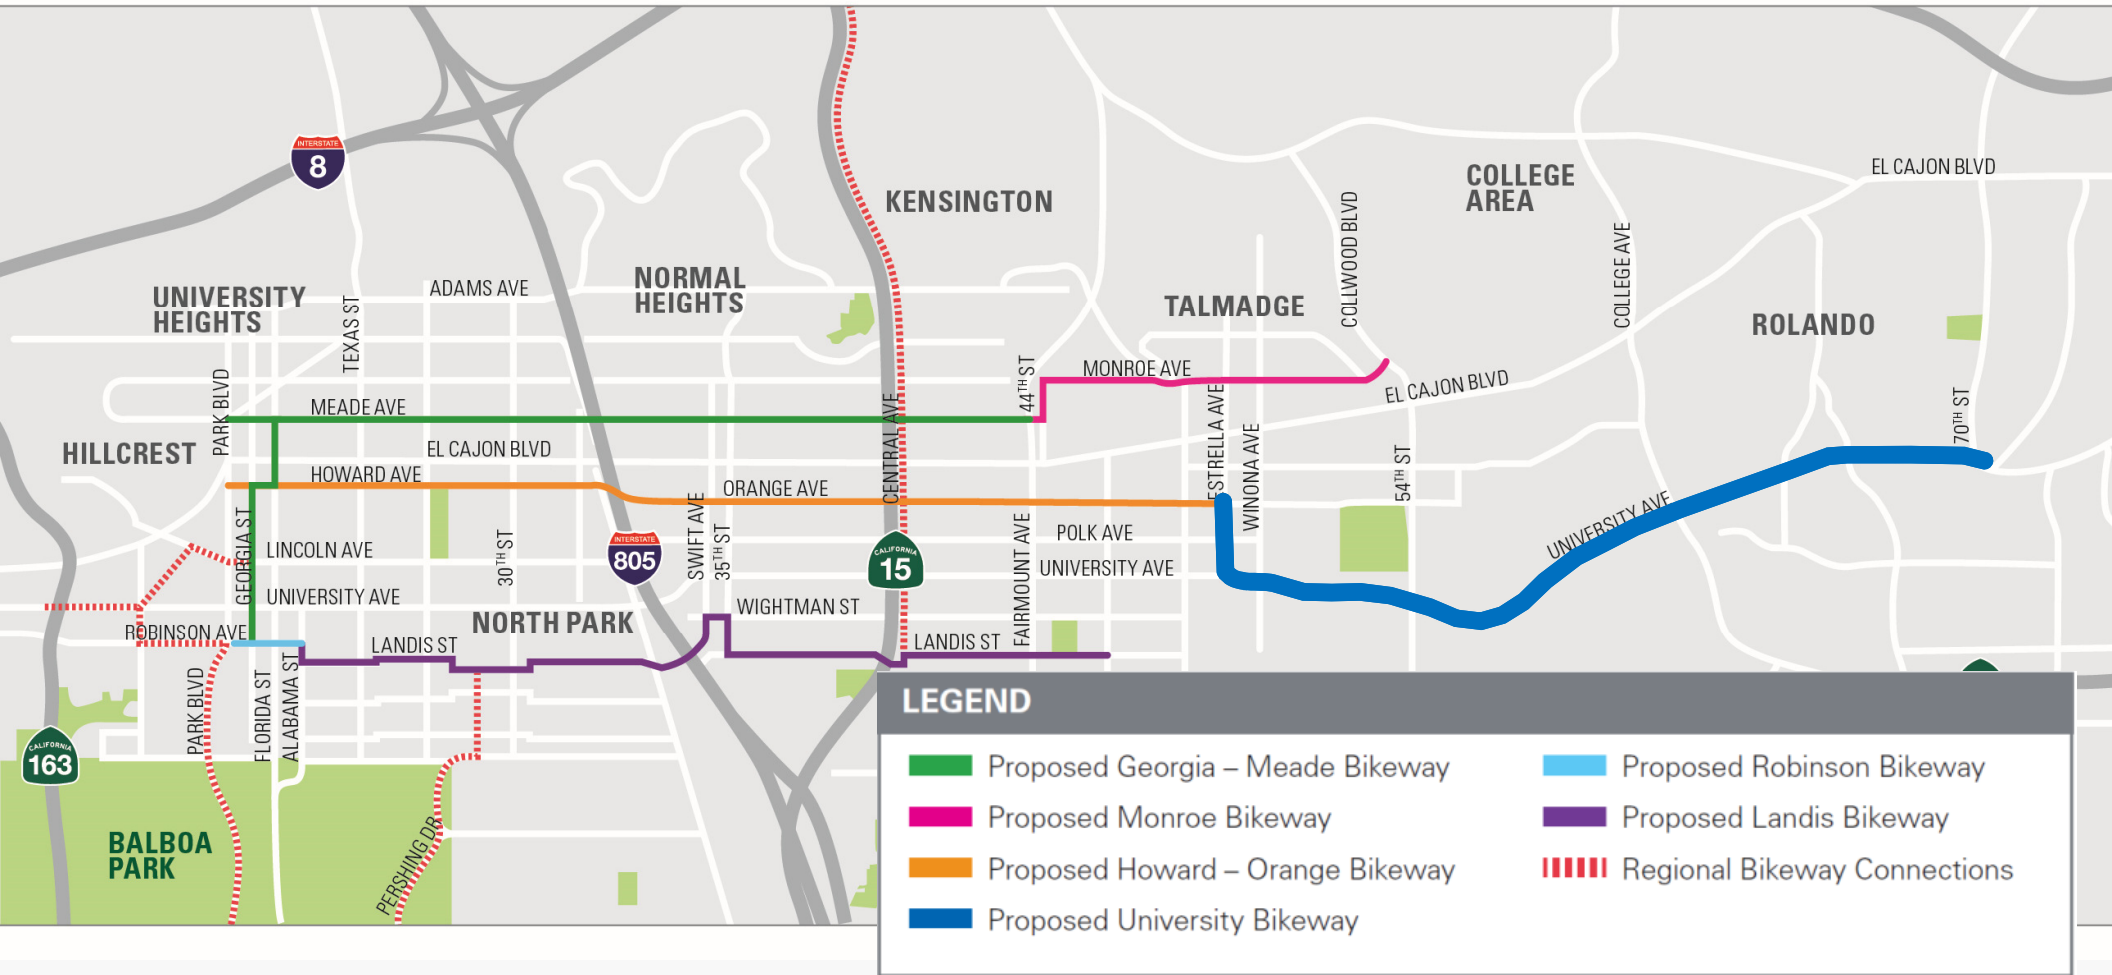 INTERSTATE
8
KENSINGTON
COLLEGE
AREA
EL CAJON BLVD
COLLWOOD BLVD
COLLEGE AVE
UNIVERSITY
HEIGHTS
ADAMS AVE
NORMAL
HEIGHTS
TALMADGE
ROLANDO
TEXAS ST
PARK BLVD
MEADE AVE
44TH ST
MONROE AVE
EL CAJON BLVD
ESTRELLA AVE
WINONA AVE
CENTRAL AVE
70TH ST
HILLCREST
EL CAJON BLVD
HOWARD AVE
ORANGE AVE
54TH ST
SWIFT AVE
35TH ST
30TH ST
GEORGIA ST
LINCOLN AVE
INTERSTATE
805
CALIFORNIA
15
FAIRMOUNT AVE
POLK AVE
UNIVERSITY AVE
UNIVERSITY AVE
UNIVERSITY AVE
WIGHTMAN ST
NORTH PARK
ROBINSON AVE
LANDIS ST
LANDIS ST
PARK BLVD
FLORIDA ST
ALABAMA ST
CALIFORNIA
163
BALBOA
PARK
PERSHING DR
LEGEND
Proposed Georgia – Meade Bikeway
Proposed Monroe Bikeway
Proposed Howard – Orange Bikeway
Proposed University Bikeway
Proposed Robinson Bikeway
Proposed Landis Bikeway
Regional Bikeway Connections